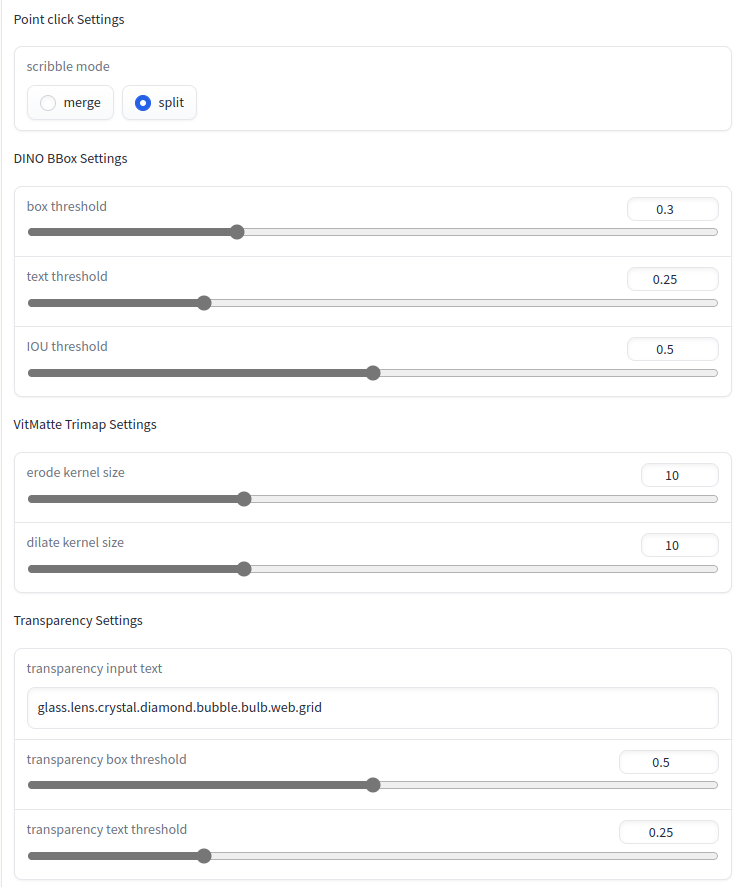 Point click Settings
scribble mode
merge split
DINO BBox Settings
box threshold 0.3
text threshold 0.25
IOU threshold 0.5
VitMatte Trimap Settings
erode kernel size 10
dilate kernel size 10
Transparency Settings
transparency input text
glass.lens.crystal.diamond.bubble.bulb.web.grid
transparency box threshold 0.5
transparency text threshold 0.25